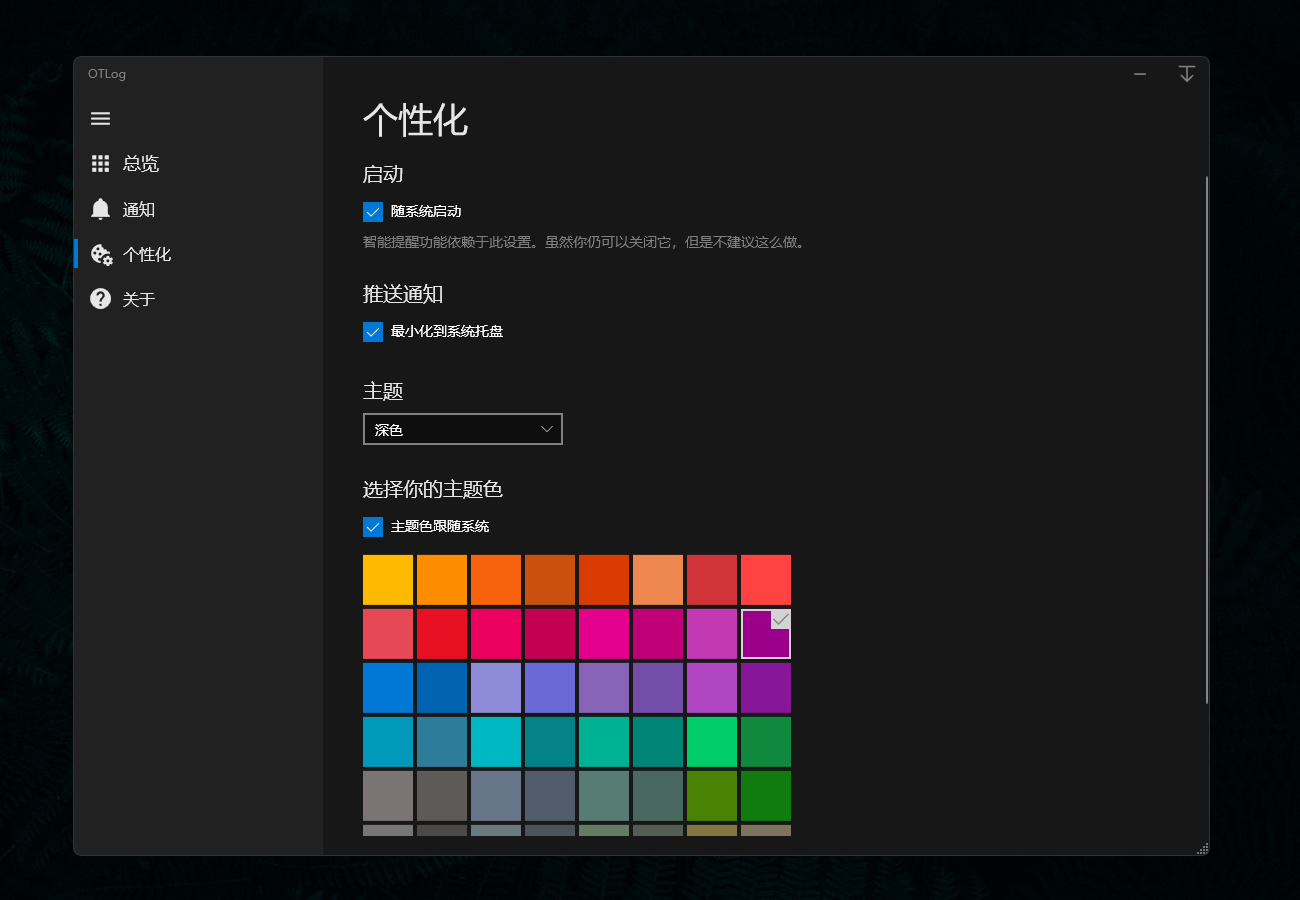 OTLog
总览
通知
个性化
关于
个性化
启动
随系统启动
智能提醒功能依赖于此设置。虽然你仍可以关闭它，但是不建议这么做。
推送通知
最小化到系统托盘
主题
深色
选择你的主题色
主题色跟随系统